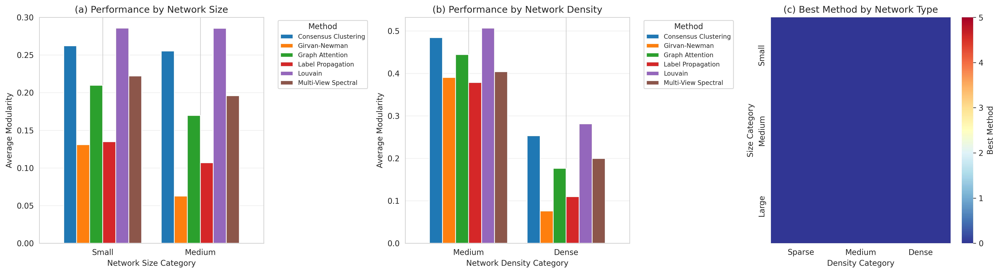 (a) Performance by Network Size
0.30
0.25
0.20
0.15
0.10
0.05
0.00
Average Modularity
Small
Medium
Network Size Category
Method
Consensus Clustering
Girvan-Newman
Graph Attention
Label Propagation
Louvain
Multi-View Spectral
(b) Performance by Network Density
0.5
0.4
0.3
0.2
0.1
0.0
Average Modularity
Medium
Dense
Network Density Category
Method
Consensus Clustering
Girvan-Newman
Graph Attention
Label Propagation
Louvain
Multi-View Spectral
(c) Best Method by Network Type
Size Category
Small
Medium
Large
Sparse
Medium
Dense
Density Category
5
4
3
2
1
0
Best Method